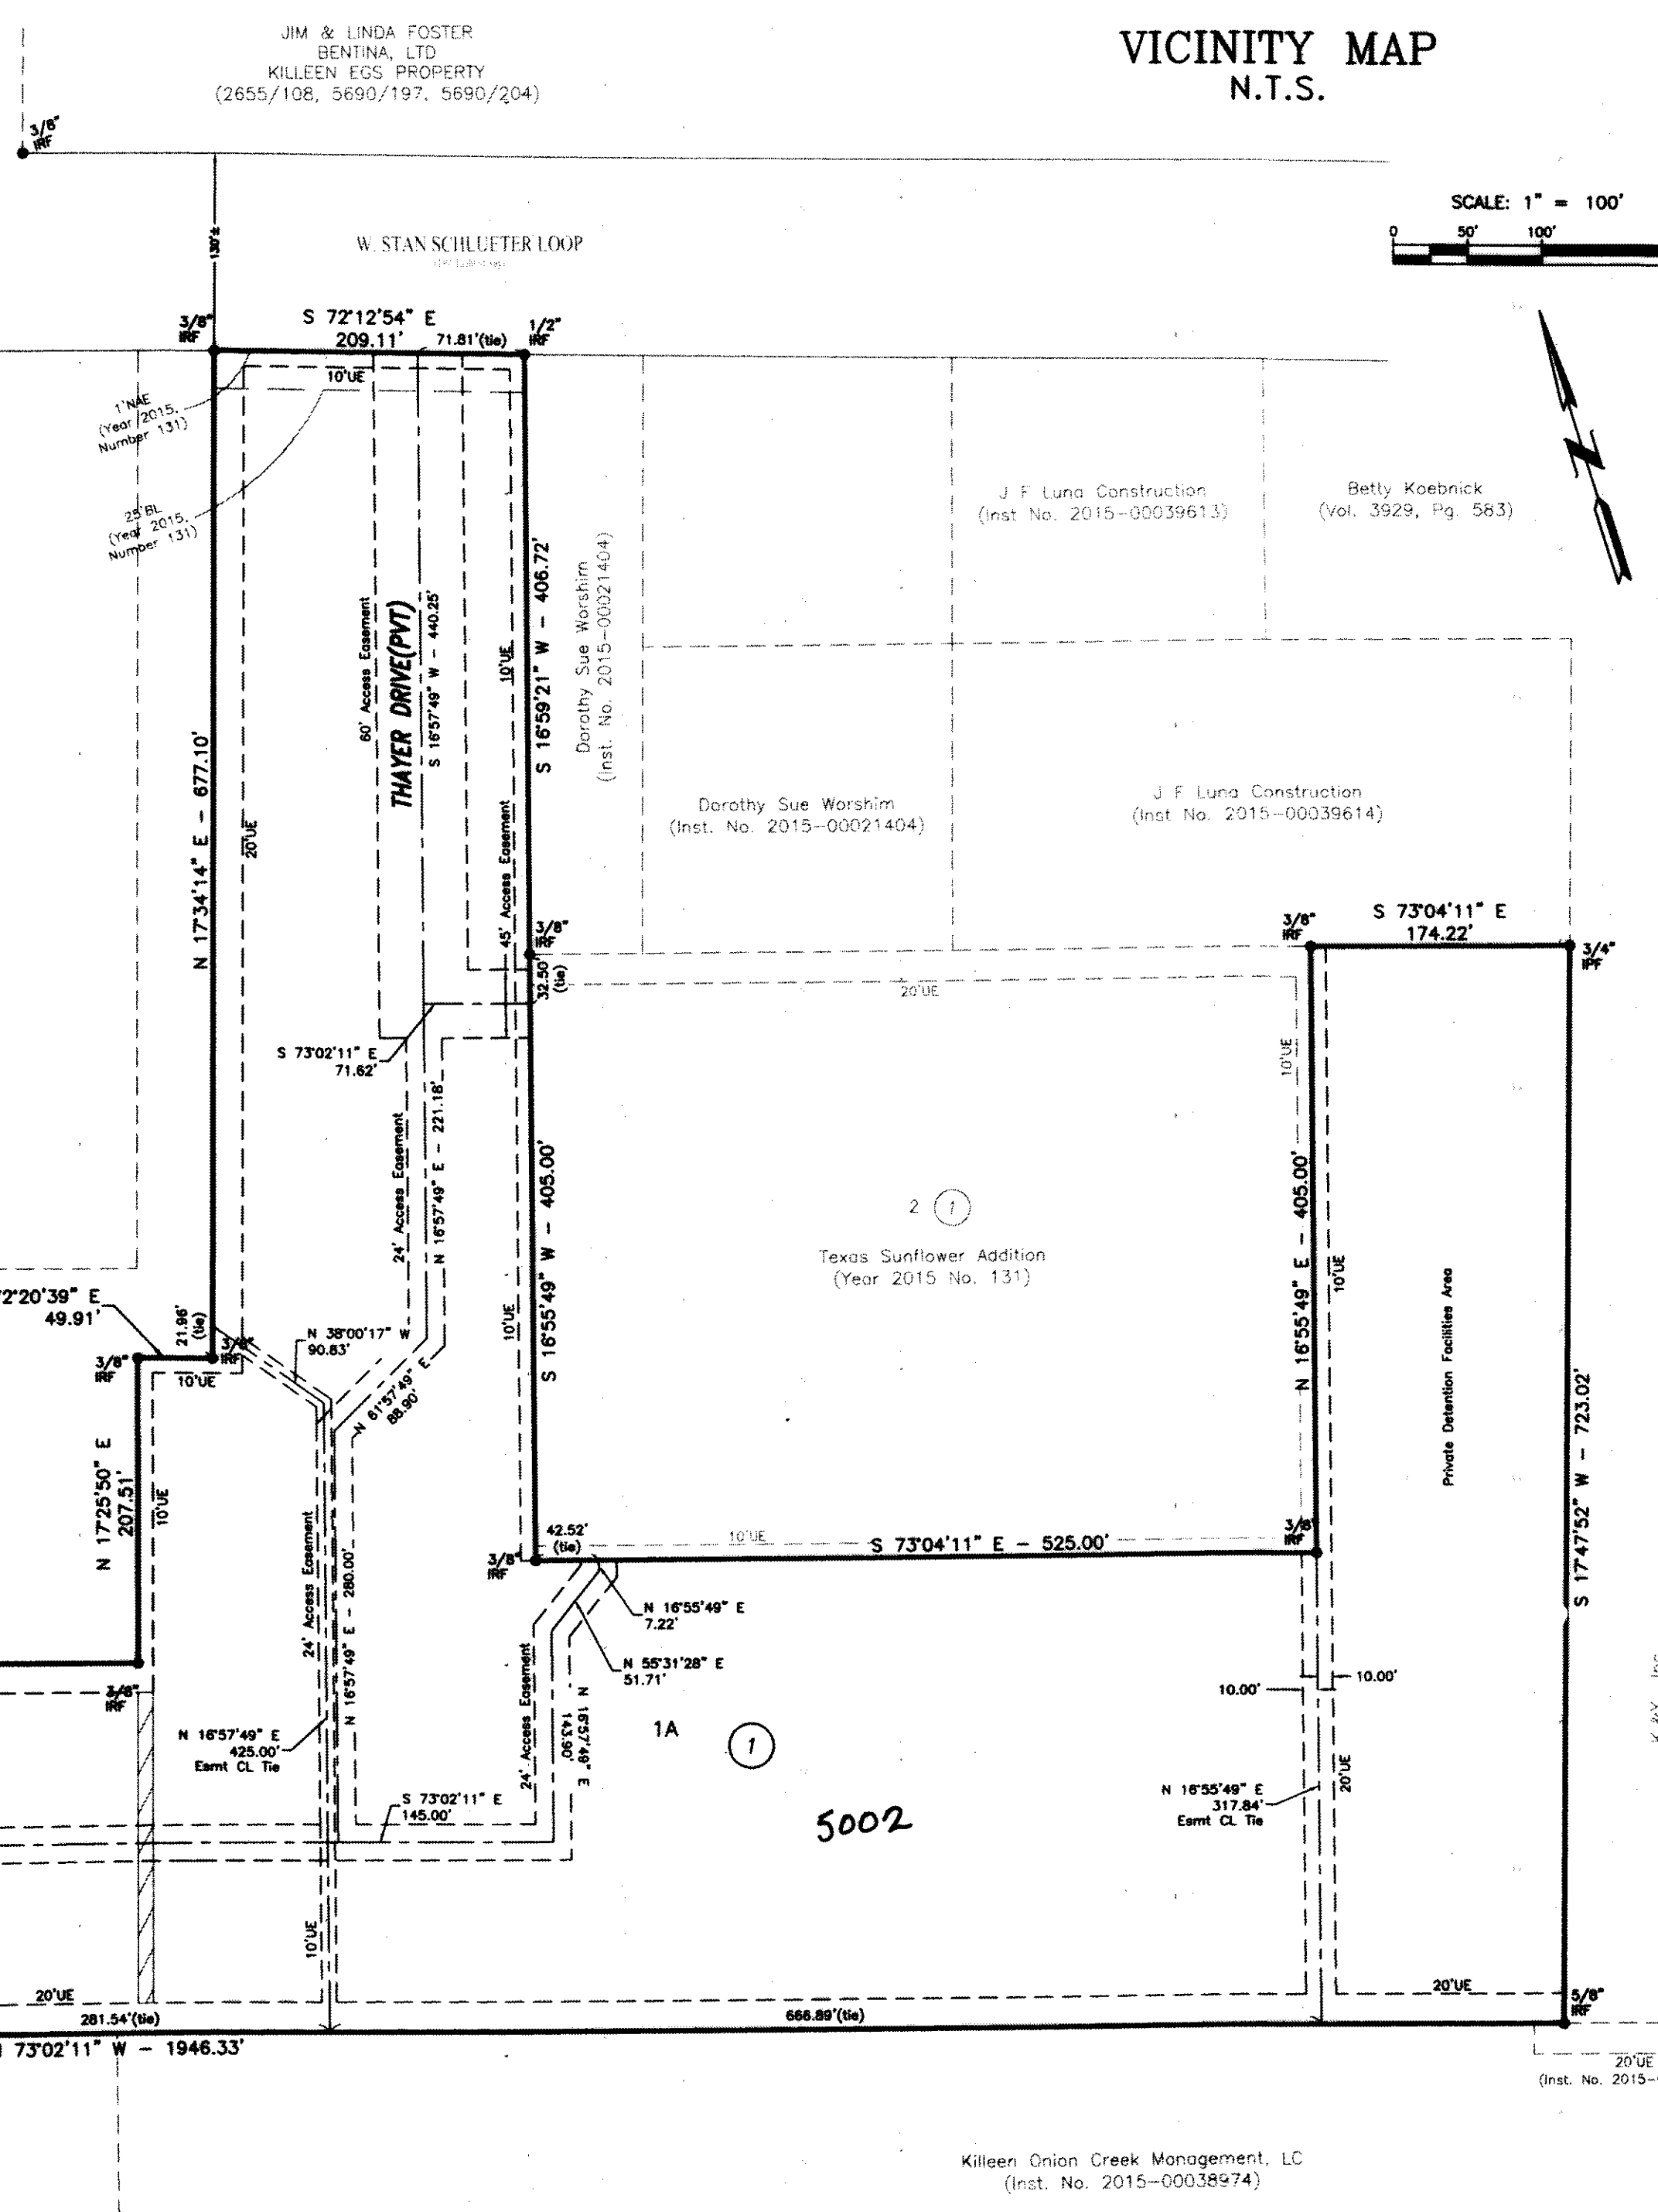 JIM & LINDA FOSTER
BENTINA, LTD
KILLEEN EGS PROPERTY
(2655/108, 5690/197, 5690/204)
VICINITY MAP
N.T.S.
3/8"
IRF
SCALE: 1" = 100'
0 50' 100'
130'±
W. STAN SCHLUETER LOOP
3/8"
IRF
S 72°12'54" E
209.11'
71.81'(tie)
1/2"
IRF
10'UE
1'NAE
(Year 2015,
Number 131)
25'BL
(Year 2015,
Number 131)
N 17°34'14" E - 677.10'
20'UE
60' Access Easement
THAYER DRIVE(PVT)
S 16°57'49" W - 440.25'
10'UE
45' Access Easement
S 16°59'21" W - 406.72'
Dorothy Sue Worshim
(Inst. No. 2015-00021404)
J F Luna Construction
(Inst No. 2015-00039613)
Betty Koebnick
(Vol. 3929, Pg. 583)
Dorothy Sue Worshim
(Inst. No. 2015-00021404)
J F Luna Construction
(Inst No. 2015-00039614)
3/8"
IRF
32.50'
(tie)
3/8"
IRF
S 73°04'11" E
174.22'
3/4"
20'UE
10'UE
S 73°02'11" E
71.62'
24' Access Easement
N 16°57'49" E - 221.18'
10'UE
S 16°55'49" W - 405.00'
2 1
Texas Sunflower Addition
(Year 2015 No. 131)
N 16°55'49" E - 405.00'
10'UE
Private Detention Facilities Area
S 17°47'52" W - 723.02'
2°20'39" E
49.91'
21.96'
(tie)
3/8"
IRF
3/8"
IRF
10'UE
N 38°00'17" W
90.83'
N 61°57'49" E
88.90'
N 17°25'50" E
207.51'
10'UE
24' Access Easement
N 16°57'49" E - 280.00'
3/8"
IRF
42.52'
(tie)
10'UE
S 73°04'11" E - 525.00'
3/8"
IRF
N 16°55'49" E
7.22'
N 55°31'28" E
51.71'
24' Access Easement
N 16°57'49" E
143.90'
3/8"
IRF
N 16°57'49" E
425.00'
Esmt CL Tie
S 73°02'11" E
145.00'
1A 1
5002
10.00'
10.00'
N 16°55'49" E
317.84'
Esmt CL Tie
20'UE
10'UE
20'UE
281.54'(tie)
666.89'(tie)
20'UE
5/8"
IRF
73°02'11" W - 1946.33'
20'UE
(Inst. No. 2015-
Killeen Onion Creek Management, LC
(Inst. No. 2015-00038974)